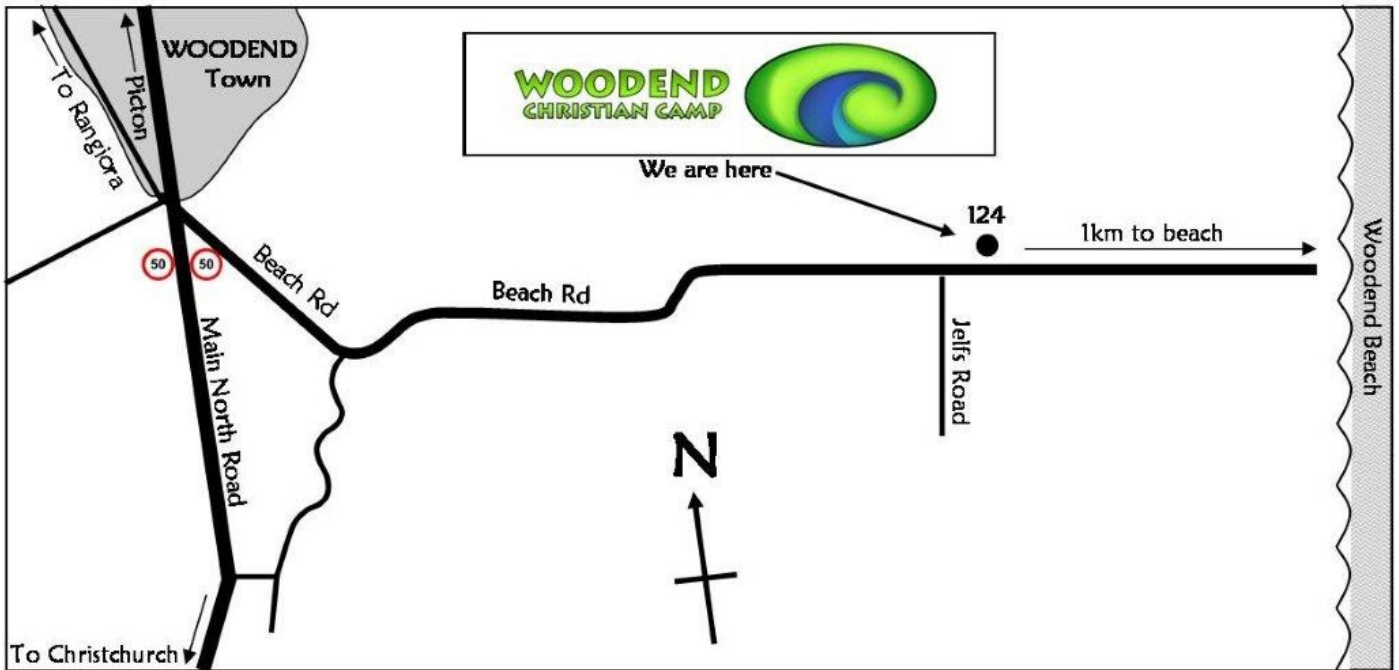 To Rangiora
Picton
WOODEND
Town
WOODEND
CHRISTIAN CAMP
We are here
124
1km to beach
50
50
Beach Rd
Beach Rd
Main North Road
Jelfs Road
Woodend Beach
N
To Christchurch